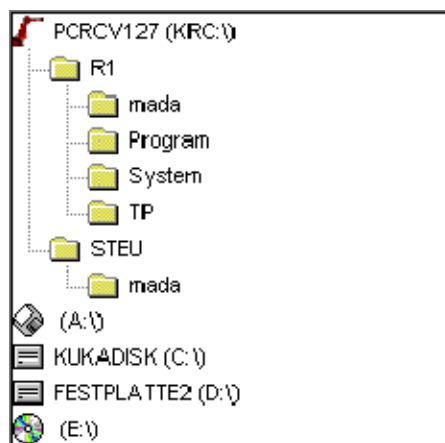 PCRCV127 (KRC:\)
R1
mada
Program
System
TP
STEU
mada
(A:\)
KUKADISK (C:\)
FESTPLATTE2 (D:\)
(E:\)